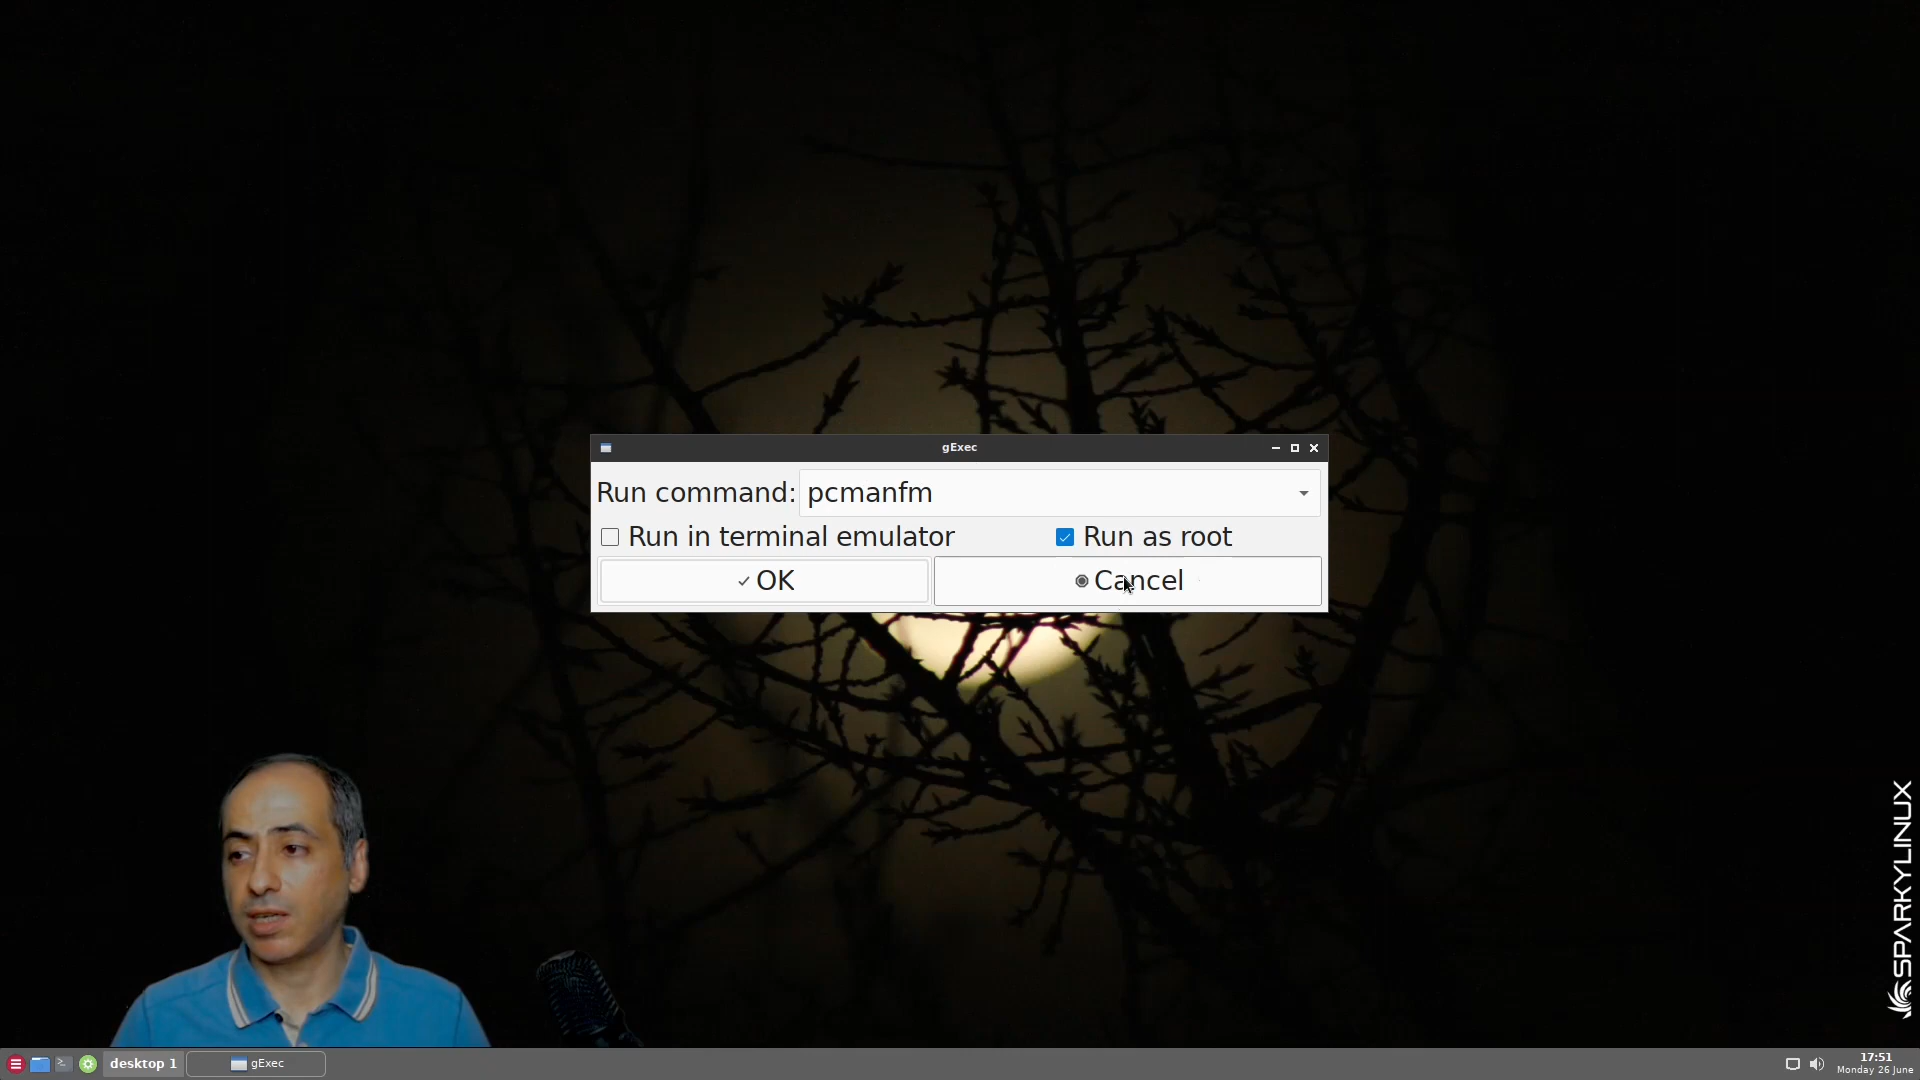 gExec
Run command: pcmanfm
Run in terminal emulator
Run as root
OK
Cancel
SPARKYLINUX
desktop 1
gExec
17:51
Monday 26 June